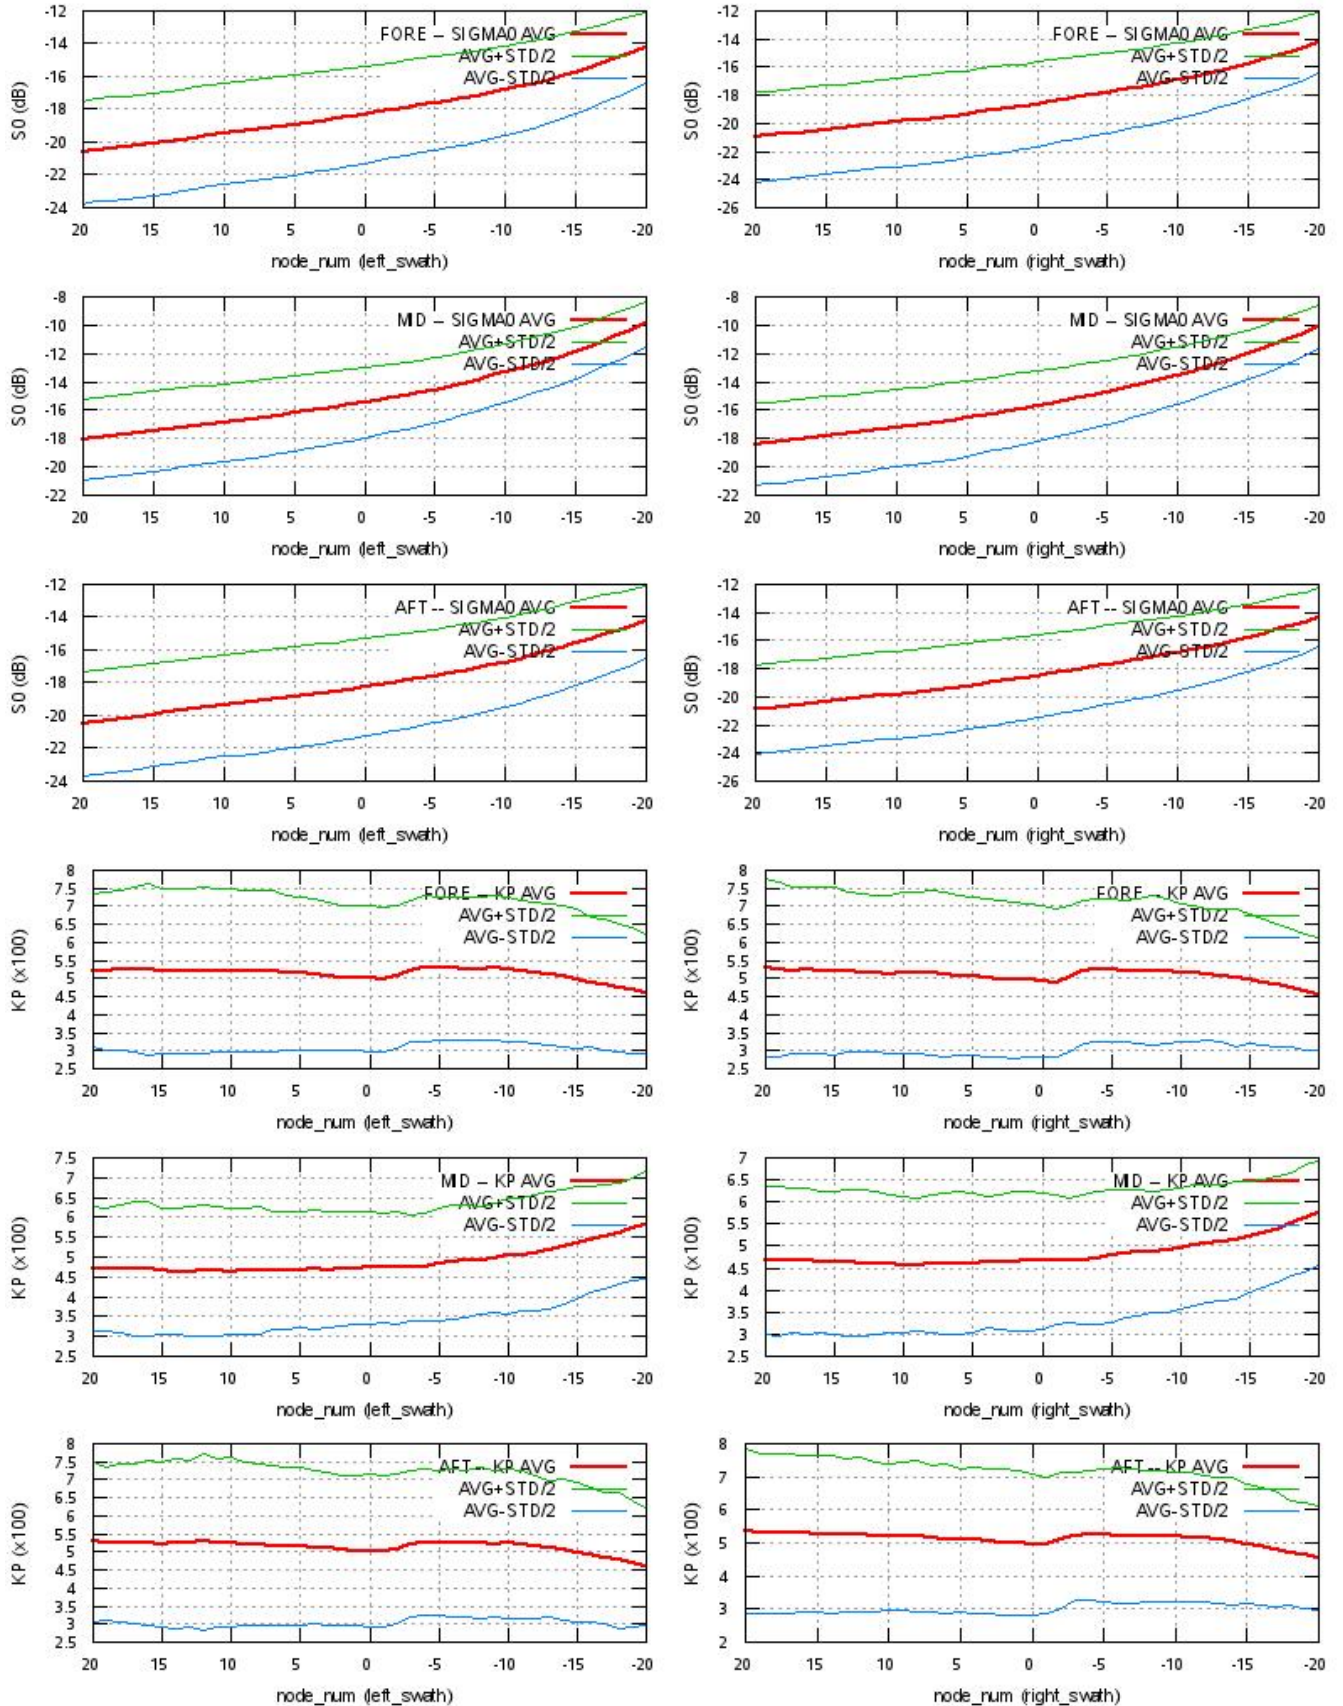 -12
-14
-16
-18
-20
-22
-24
S0 (dB)
FORE -- SIGMA0 AVG
AVG+STD/2
AVG-STD/2
20 15 10 5 0 -5 -10 -15 -20
node_num (left_swath)
-12
-14
-16
-18
-20
-22
-24
-26
S0 (dB)
FORE -- SIGMA0 AVG
AVG+STD/2
AVG-STD/2
20 15 10 5 0 -5 -10 -15 -20
node_num (right_swath)
-8
-10
-12
-14
-16
-18
-20
-22
S0 (dB)
MID -- SIGMA0 AVG
AVG+STD/2
AVG-STD/2
20 15 10 5 0 -5 -10 -15 -20
node_num (left_swath)
-8
-10
-12
-14
-16
-18
-20
-22
S0 (dB)
MID -- SIGMA0 AVG
AVG+STD/2
AVG-STD/2
20 15 10 5 0 -5 -10 -15 -20
node_num (right_swath)
-12
-14
-16
-18
-20
-22
-24
S0 (dB)
AFT -- SIGMA0 AVG
AVG+STD/2
AVG-STD/2
20 15 10 5 0 -5 -10 -15 -20
node_num (left_swath)
-12
-14
-16
-18
-20
-22
-24
-26
S0 (dB)
AFT -- SIGMA0 AVG
AVG+STD/2
AVG-STD/2
20 15 10 5 0 -5 -10 -15 -20
node_num (right_swath)
8
7.5
7
6.5
6
5.5
5
4.5
4
3.5
3
2.5
KP (x100)
FORE -- KP AVG
AVG+STD/2
AVG-STD/2
20 15 10 5 0 -5 -10 -15 -20
node_num (left_swath)
8
7.5
7
6.5
6
5.5
5
4.5
4
3.5
3
2.5
KP (x100)
FORE -- KP AVG
AVG+STD/2
AVG-STD/2
20 15 10 5 0 -5 -10 -15 -20
node_num (right_swath)
7.5
7
6.5
6
5.5
5
4.5
4
3.5
3
2.5
KP (x100)
MID -- KP AVG
AVG+STD/2
AVG-STD/2
20 15 10 5 0 -5 -10 -15 -20
node_num (left_swath)
7
6.5
6
5.5
5
4.5
4
3.5
3
2.5
KP (x100)
MID -- KP AVG
AVG+STD/2
AVG-STD/2
20 15 10 5 0 -5 -10 -15 -20
node_num (right_swath)
8
7.5
7
6.5
6
5.5
5
4.5
4
3.5
3
2.5
KP (x100)
AFT -- KP AVG
AVG+STD/2
AVG-STD/2
20 15 10 5 0 -5 -10 -15 -20
node_num (left_swath)
8
7
6
5
4
3
2
KP (x100)
AFT -- KP AVG
AVG+STD/2
AVG-STD/2
20 15 10 5 0 -5 -10 -15 -20
node_num (right_swath)